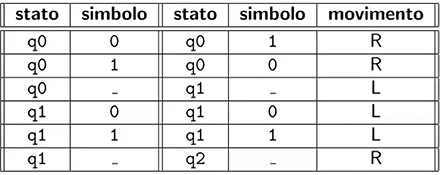 stato simbolo stato simbolo movimento
q0 0 q0 1 R
q0 1 q0 0 R
q0 _ q1 _ L
q1 0 q1 0 L
q1 1 q1 1 L
q1 _ q2 _ R